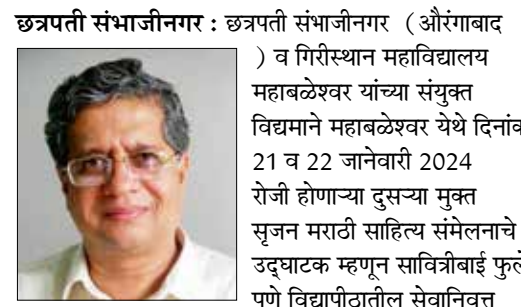 छत्रपती संभाजीनगर : छत्रपती संभाजीनगर (औरंगाबाद
) व गिरीस्थान महाविद्यालय
महाबळेश्वर यांच्या संयुक्त
विद्यमाने महाबळेश्वर येथे दिनांक
21 व 22 जानेवारी 2024
रोजी होणाऱ्या दुसऱ्या मुक्त
सृजन मराठी साहित्य संमेलनाचे
उद्घाटक म्हणून सावित्रीबाई फुले
पुणे विद्यापीठातील सेवानिवृत्त